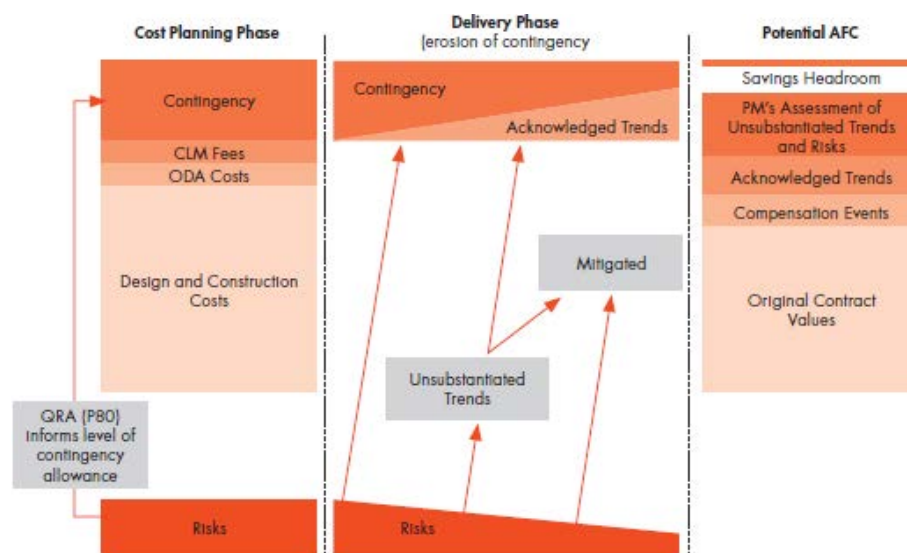 Cost Planning Phase
Contingency
CLM Fees
ODA Costs
Design and Construction
Costs
QRA (P80)
informs level of
contingency
allowance
Risks
Delivery Phase
(erosion of contingency
Contingency
Acknowledged Trends
Mitigated
Unsubstantiated
Trends
Risks
Potential AFC
Savings Headroom
PM's Assessment of
Unsubstantiated Trends
and Risks
Acknowledged Trends
Compensation Events
Original Contract
Values